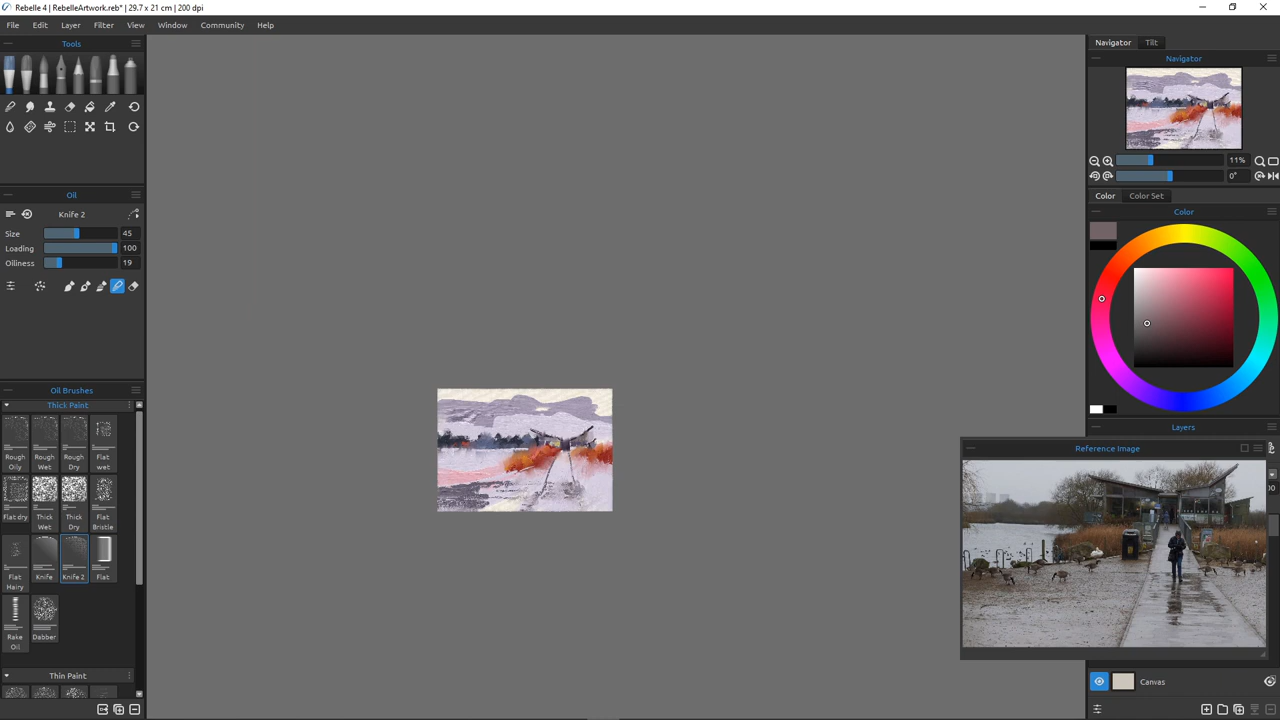 Rebelle 4 | RebelleArtwork.reb* | 29.7 x 21 cm | 200 dpi
File Edit Layer Filter View Window Community Help
Tools
Oil
Knife 2
Size 45
Loading 100
Oiliness 19
Oil Brushes
Thick Paint
Rough Oily Rough Wet Rough Dry Flat wet
Flat dry Thick Wet Thick Dry Flat Bristle
Flat Hairy Knife Knife 2 Flat
Rake Oil Dabber
Thin Paint
Navigator Tilt
Navigator
11%
0°
Color Color Set
Color
Layers
Reference Image
Canvas